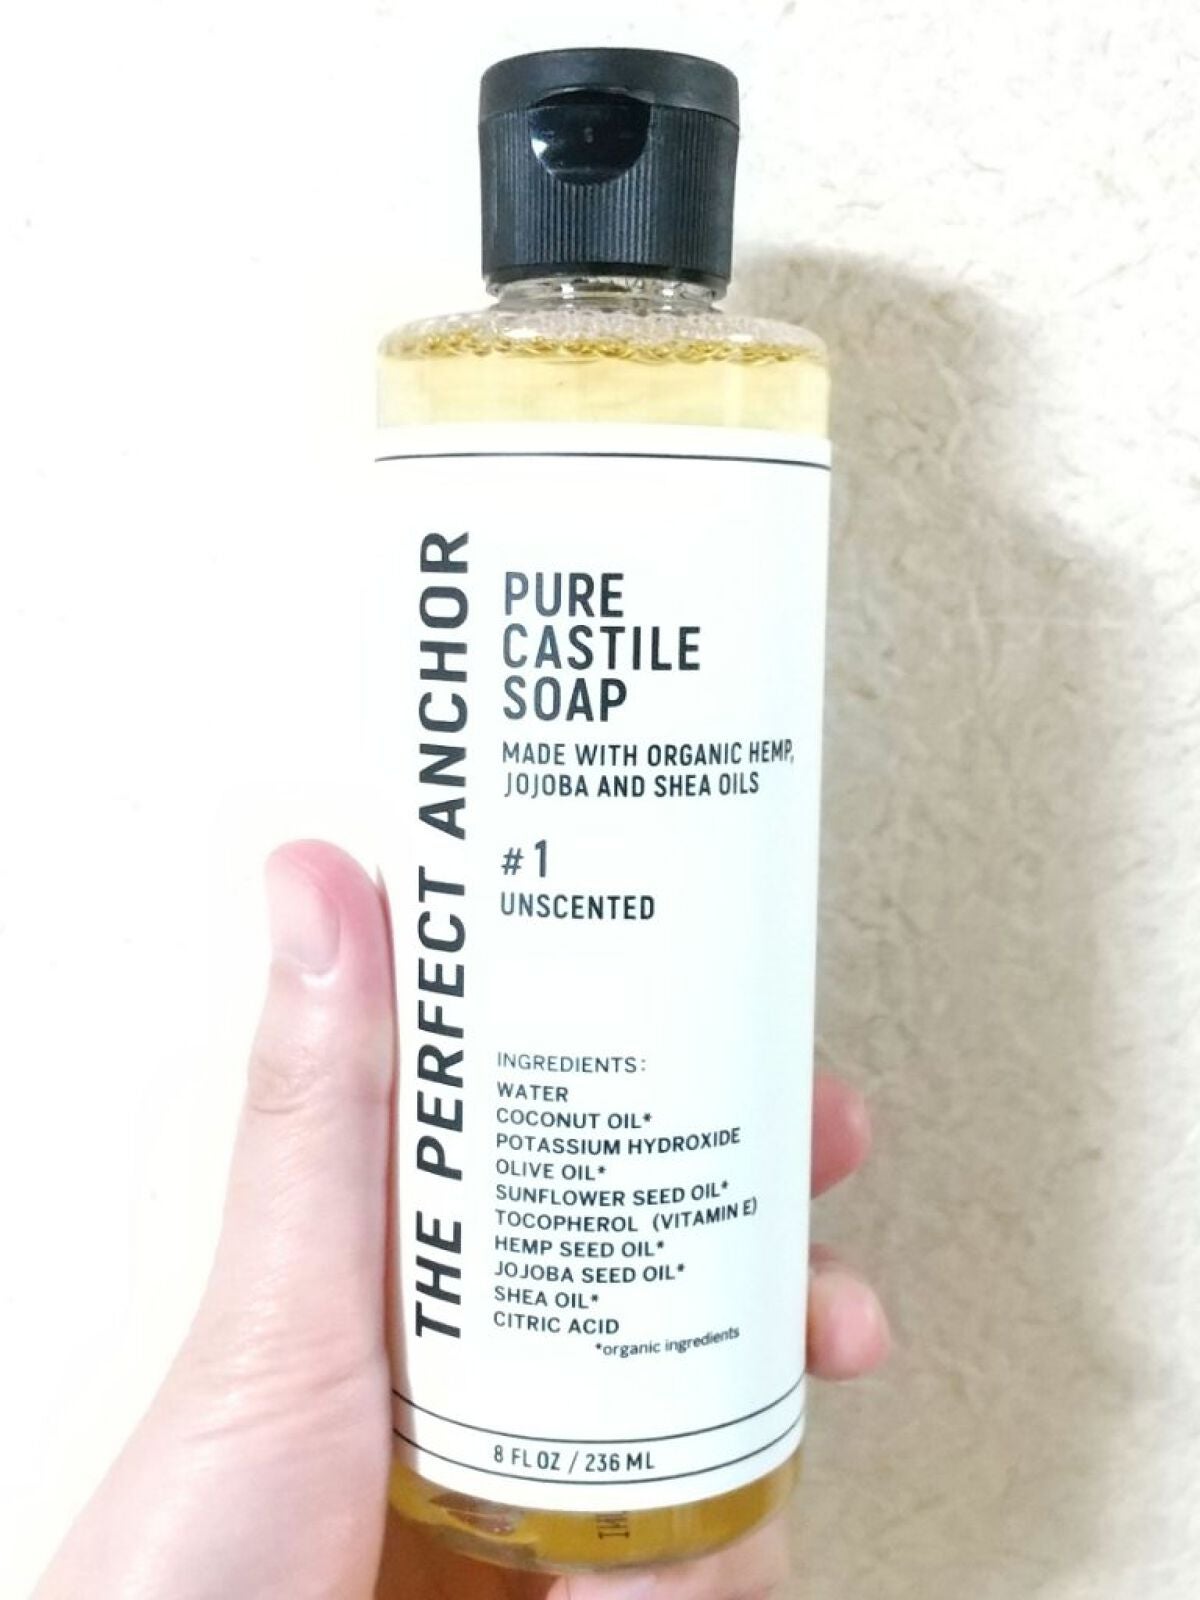 THE PERFECT ANCHOR
PURE
CASTILE
SOAP
MADE WITH ORGANIC HEMP,
JOJOBA AND SHEA OILS
#1
UNSCENTED
INGREDIENTS:
WATER
COCONUT OIL*
POTASSIUM HYDROXIDE
OLIVE OIL*
SUNFLOWER SEED OIL*
TOCOPHEROL (VITAMIN E)
HEMP SEED OIL*
JOJOBA SEED OIL*
SHEA OIL*
CITRIC ACID
*organic ingredients
8 FL OZ / 236 ML